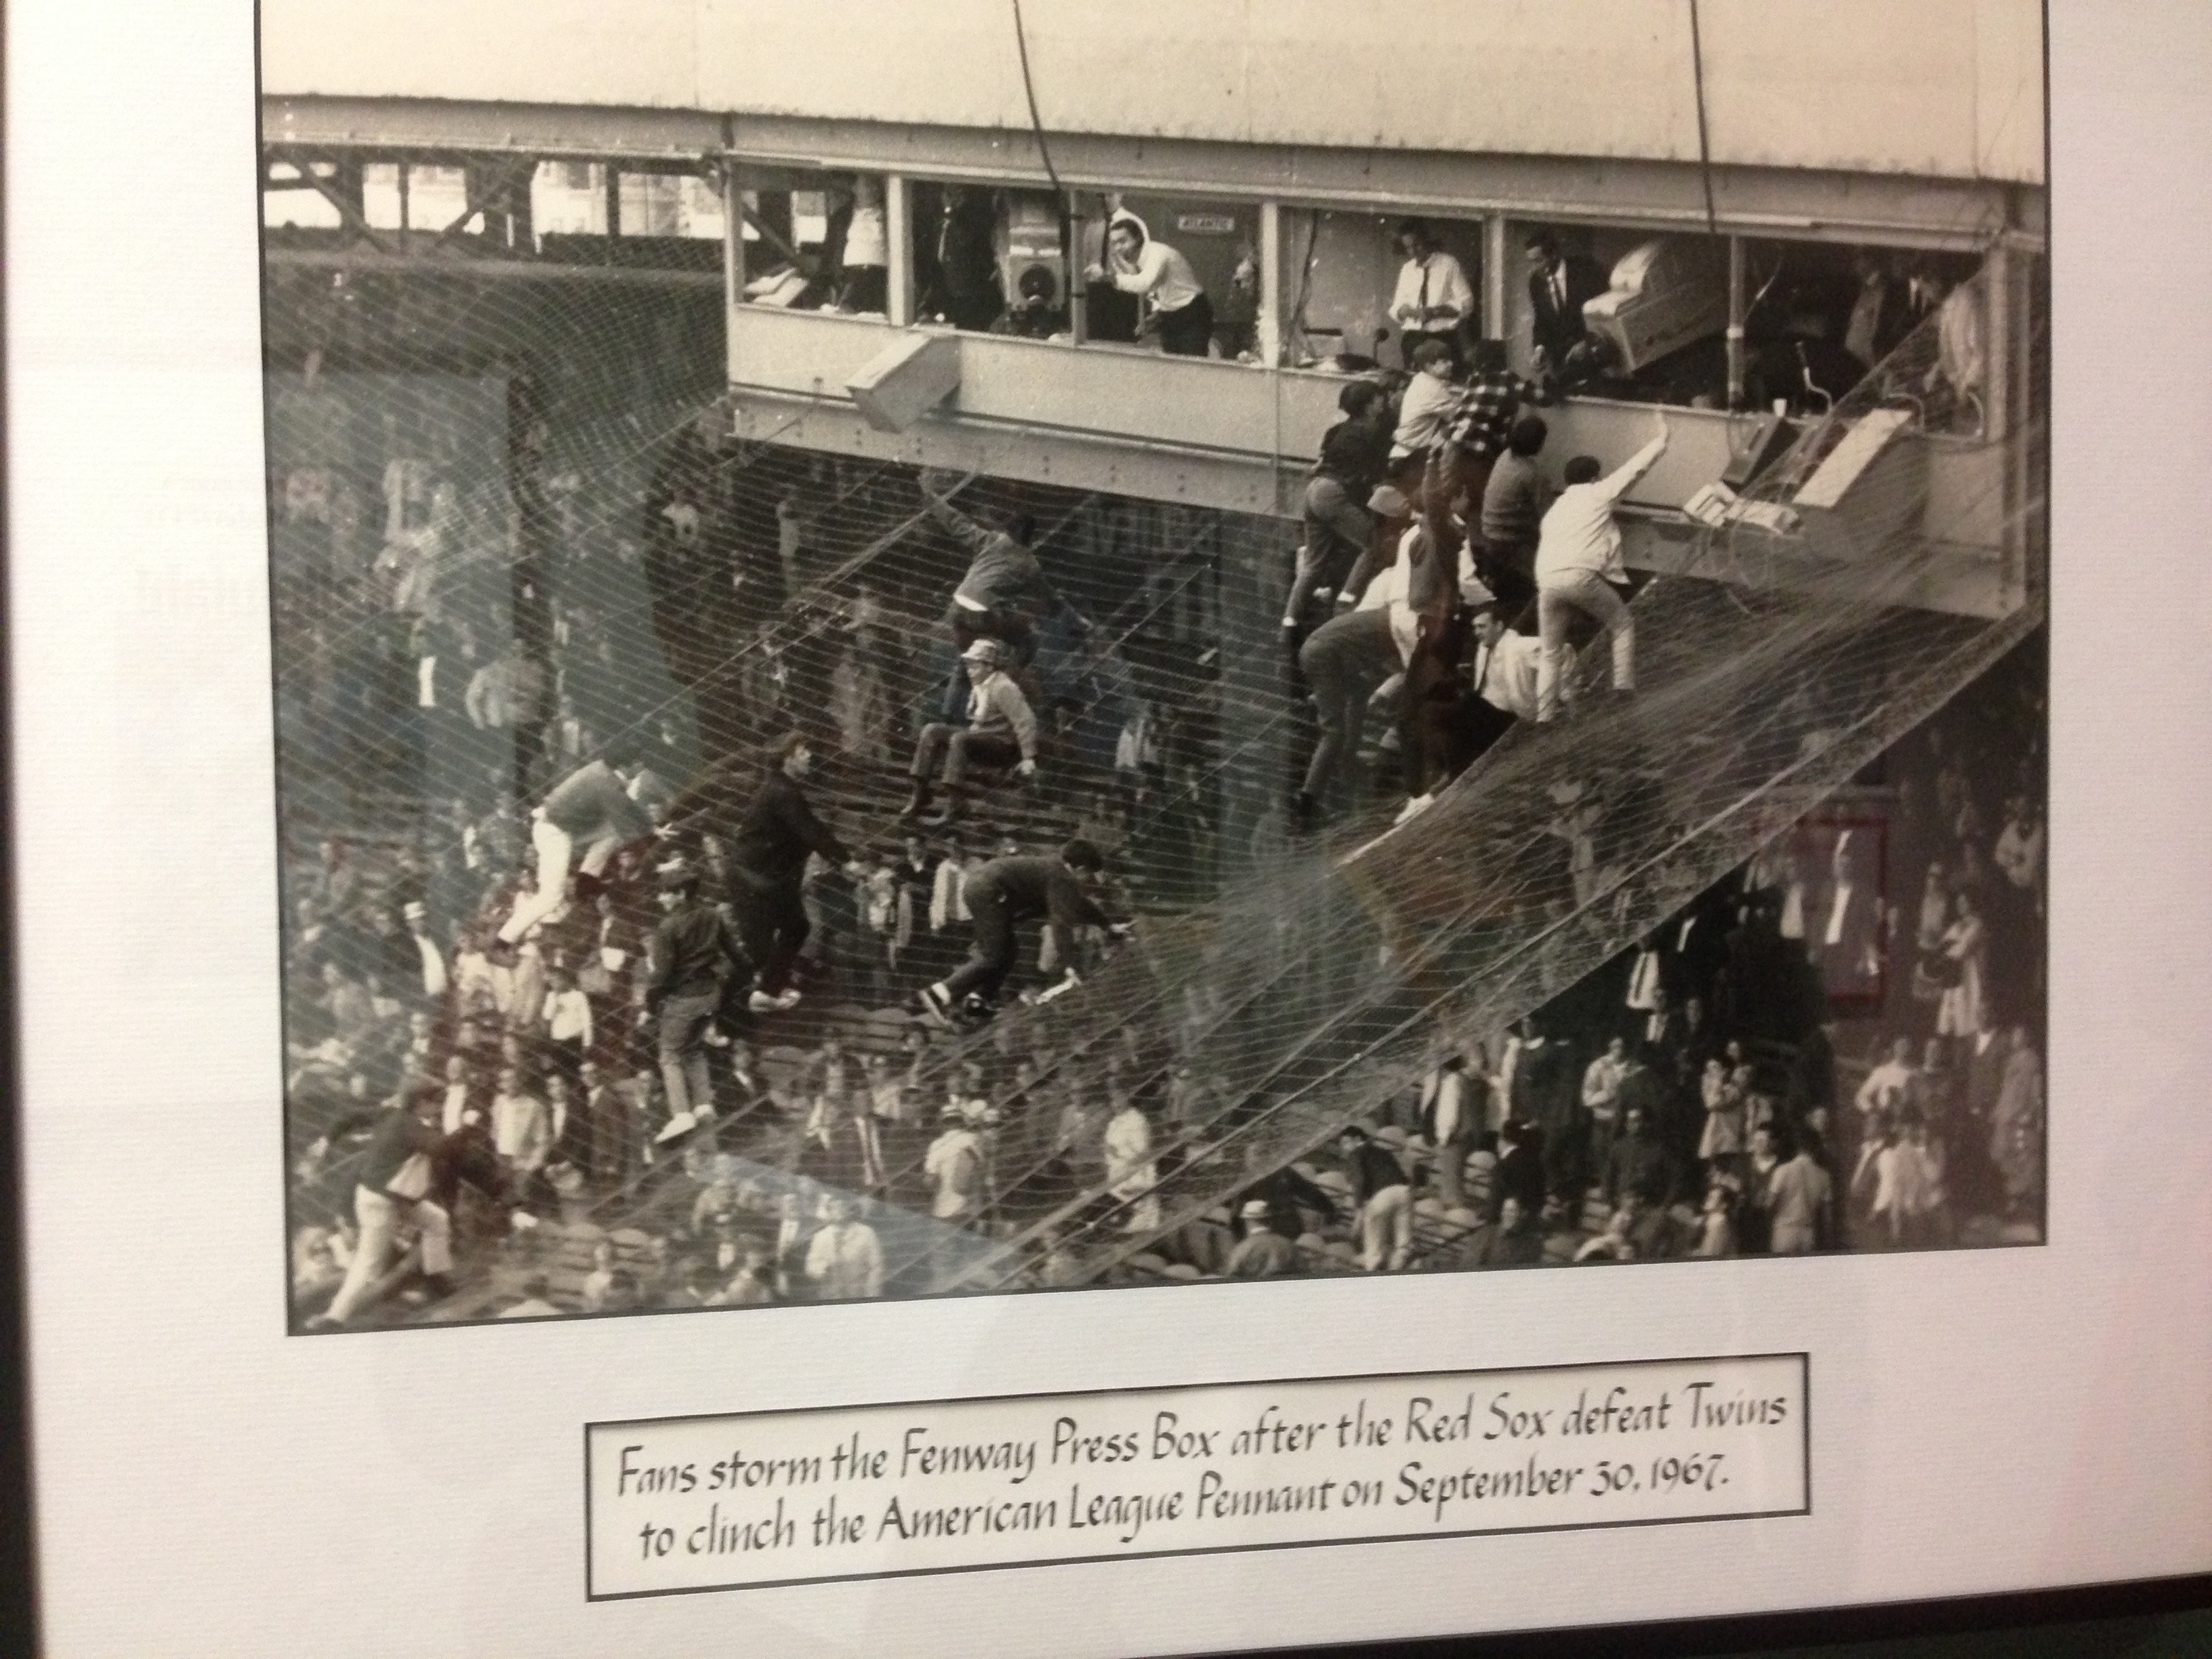 ATLANTIC
Fans storm the Fenway Press Box after the Red Sox defeat Twins
to clinch the American League Pennant on September 30, 1967.